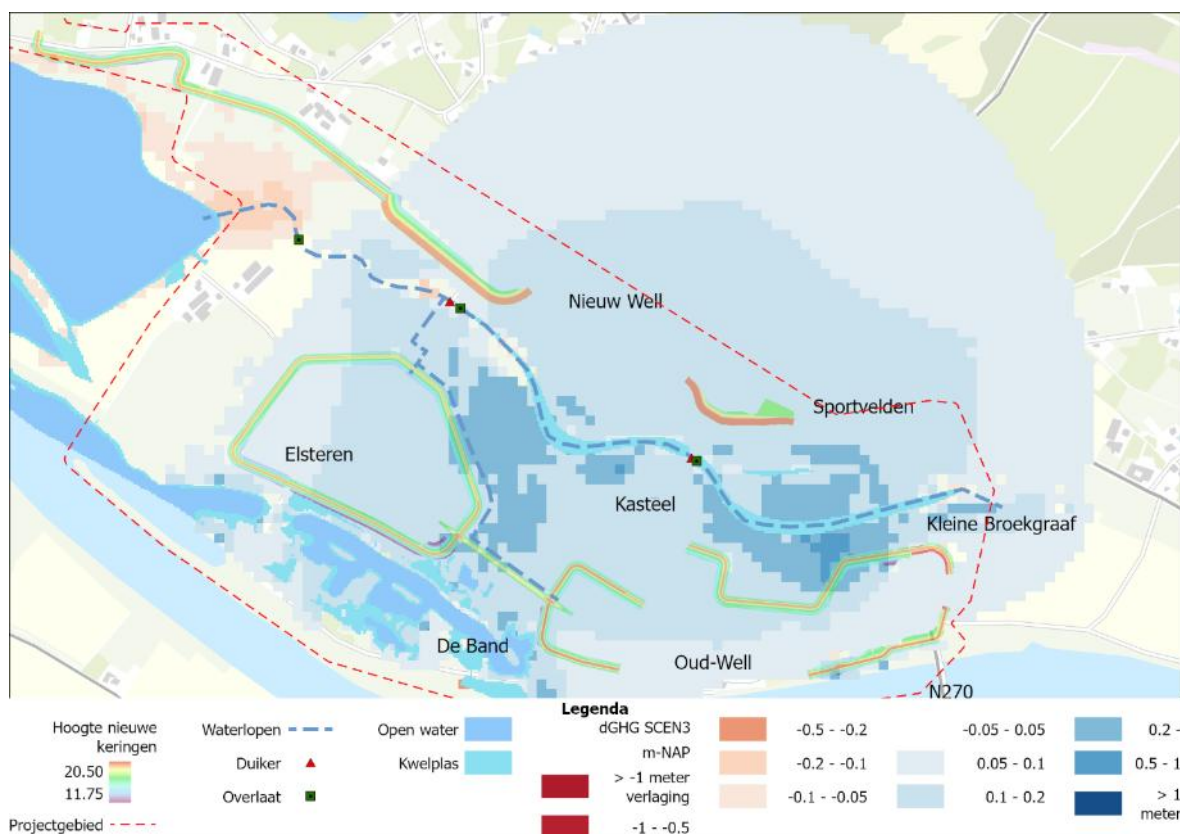 Nieuw Well
Sportvelden
Elsteren
Kasteel
Kleine Broekgraaf
De Band
Oud-Well
N270
Legenda
Hoogte nieuwe
keringen
20.50
11.75
Projectgebied
Waterlopen
Duiker
Overlaat
Open water
Kwelplas
dGHG SCEN3
m-NAP
> -1 meter
verlaging
-1 - -0.5
-0.5 - -0.2
-0.2 - -0.1
-0.1 - -0.05
-0.05 - 0.05
0.05 - 0.1
0.1 - 0.2
0.2 -
0.5 - 1
> 1
meter